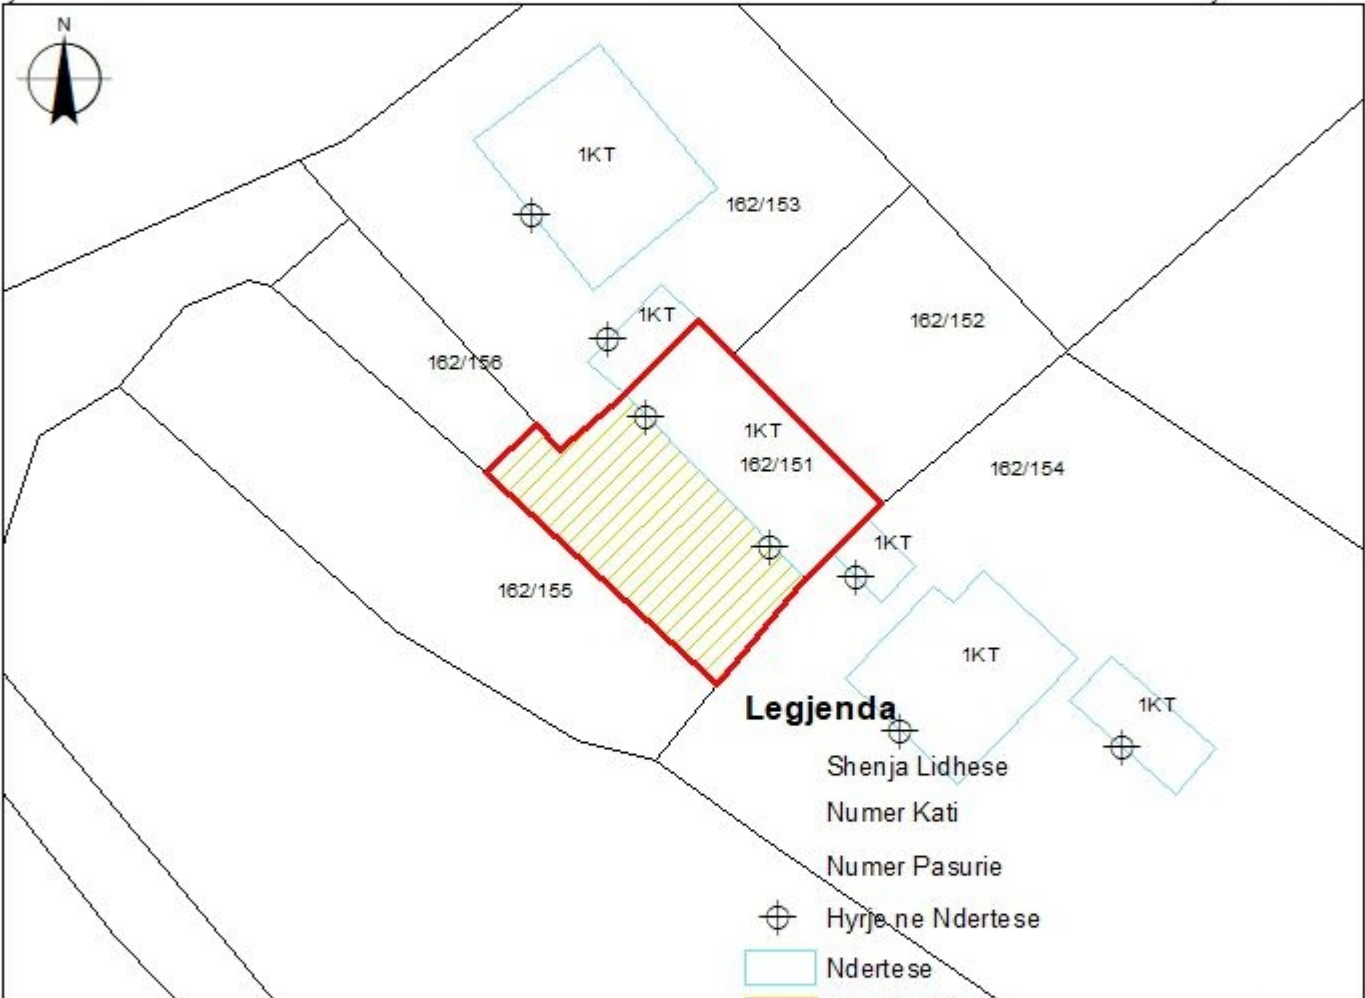 N
1KT
162/153
1KT
162/152
162/156
1KT
162/151
162/154
1KT
162/155
1KT
1KT
Legjenda
Shenja Lidhese
Numer Kati
Numer Pasurie
Hyrje ne Ndertese
Ndertese